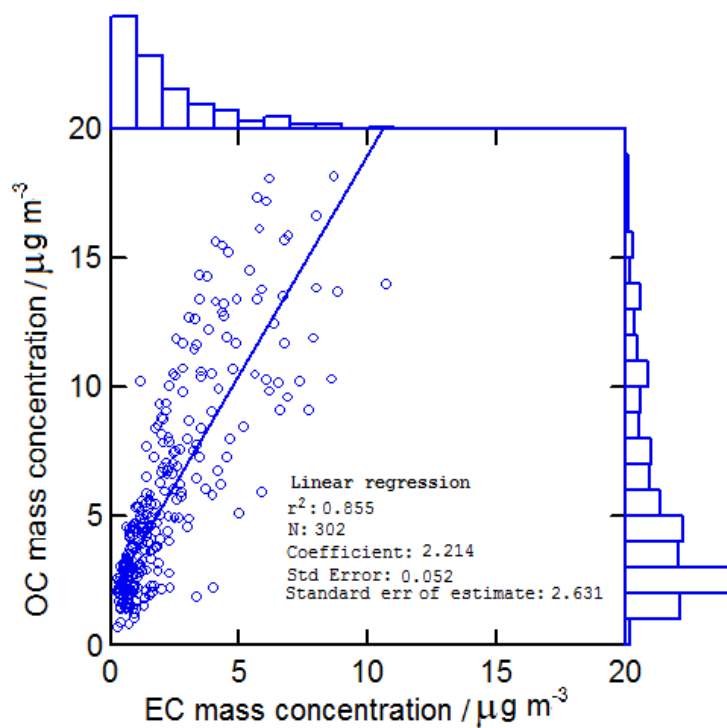 20
15
10
5
0
OC mass concentration / μg m⁻³
Linear regression
r²: 0.855
N: 302
Coefficient: 2.214
Std Error: 0.052
Standard err of estimate: 2.631
0 5 10 15 20
EC mass concentration / μg m⁻³